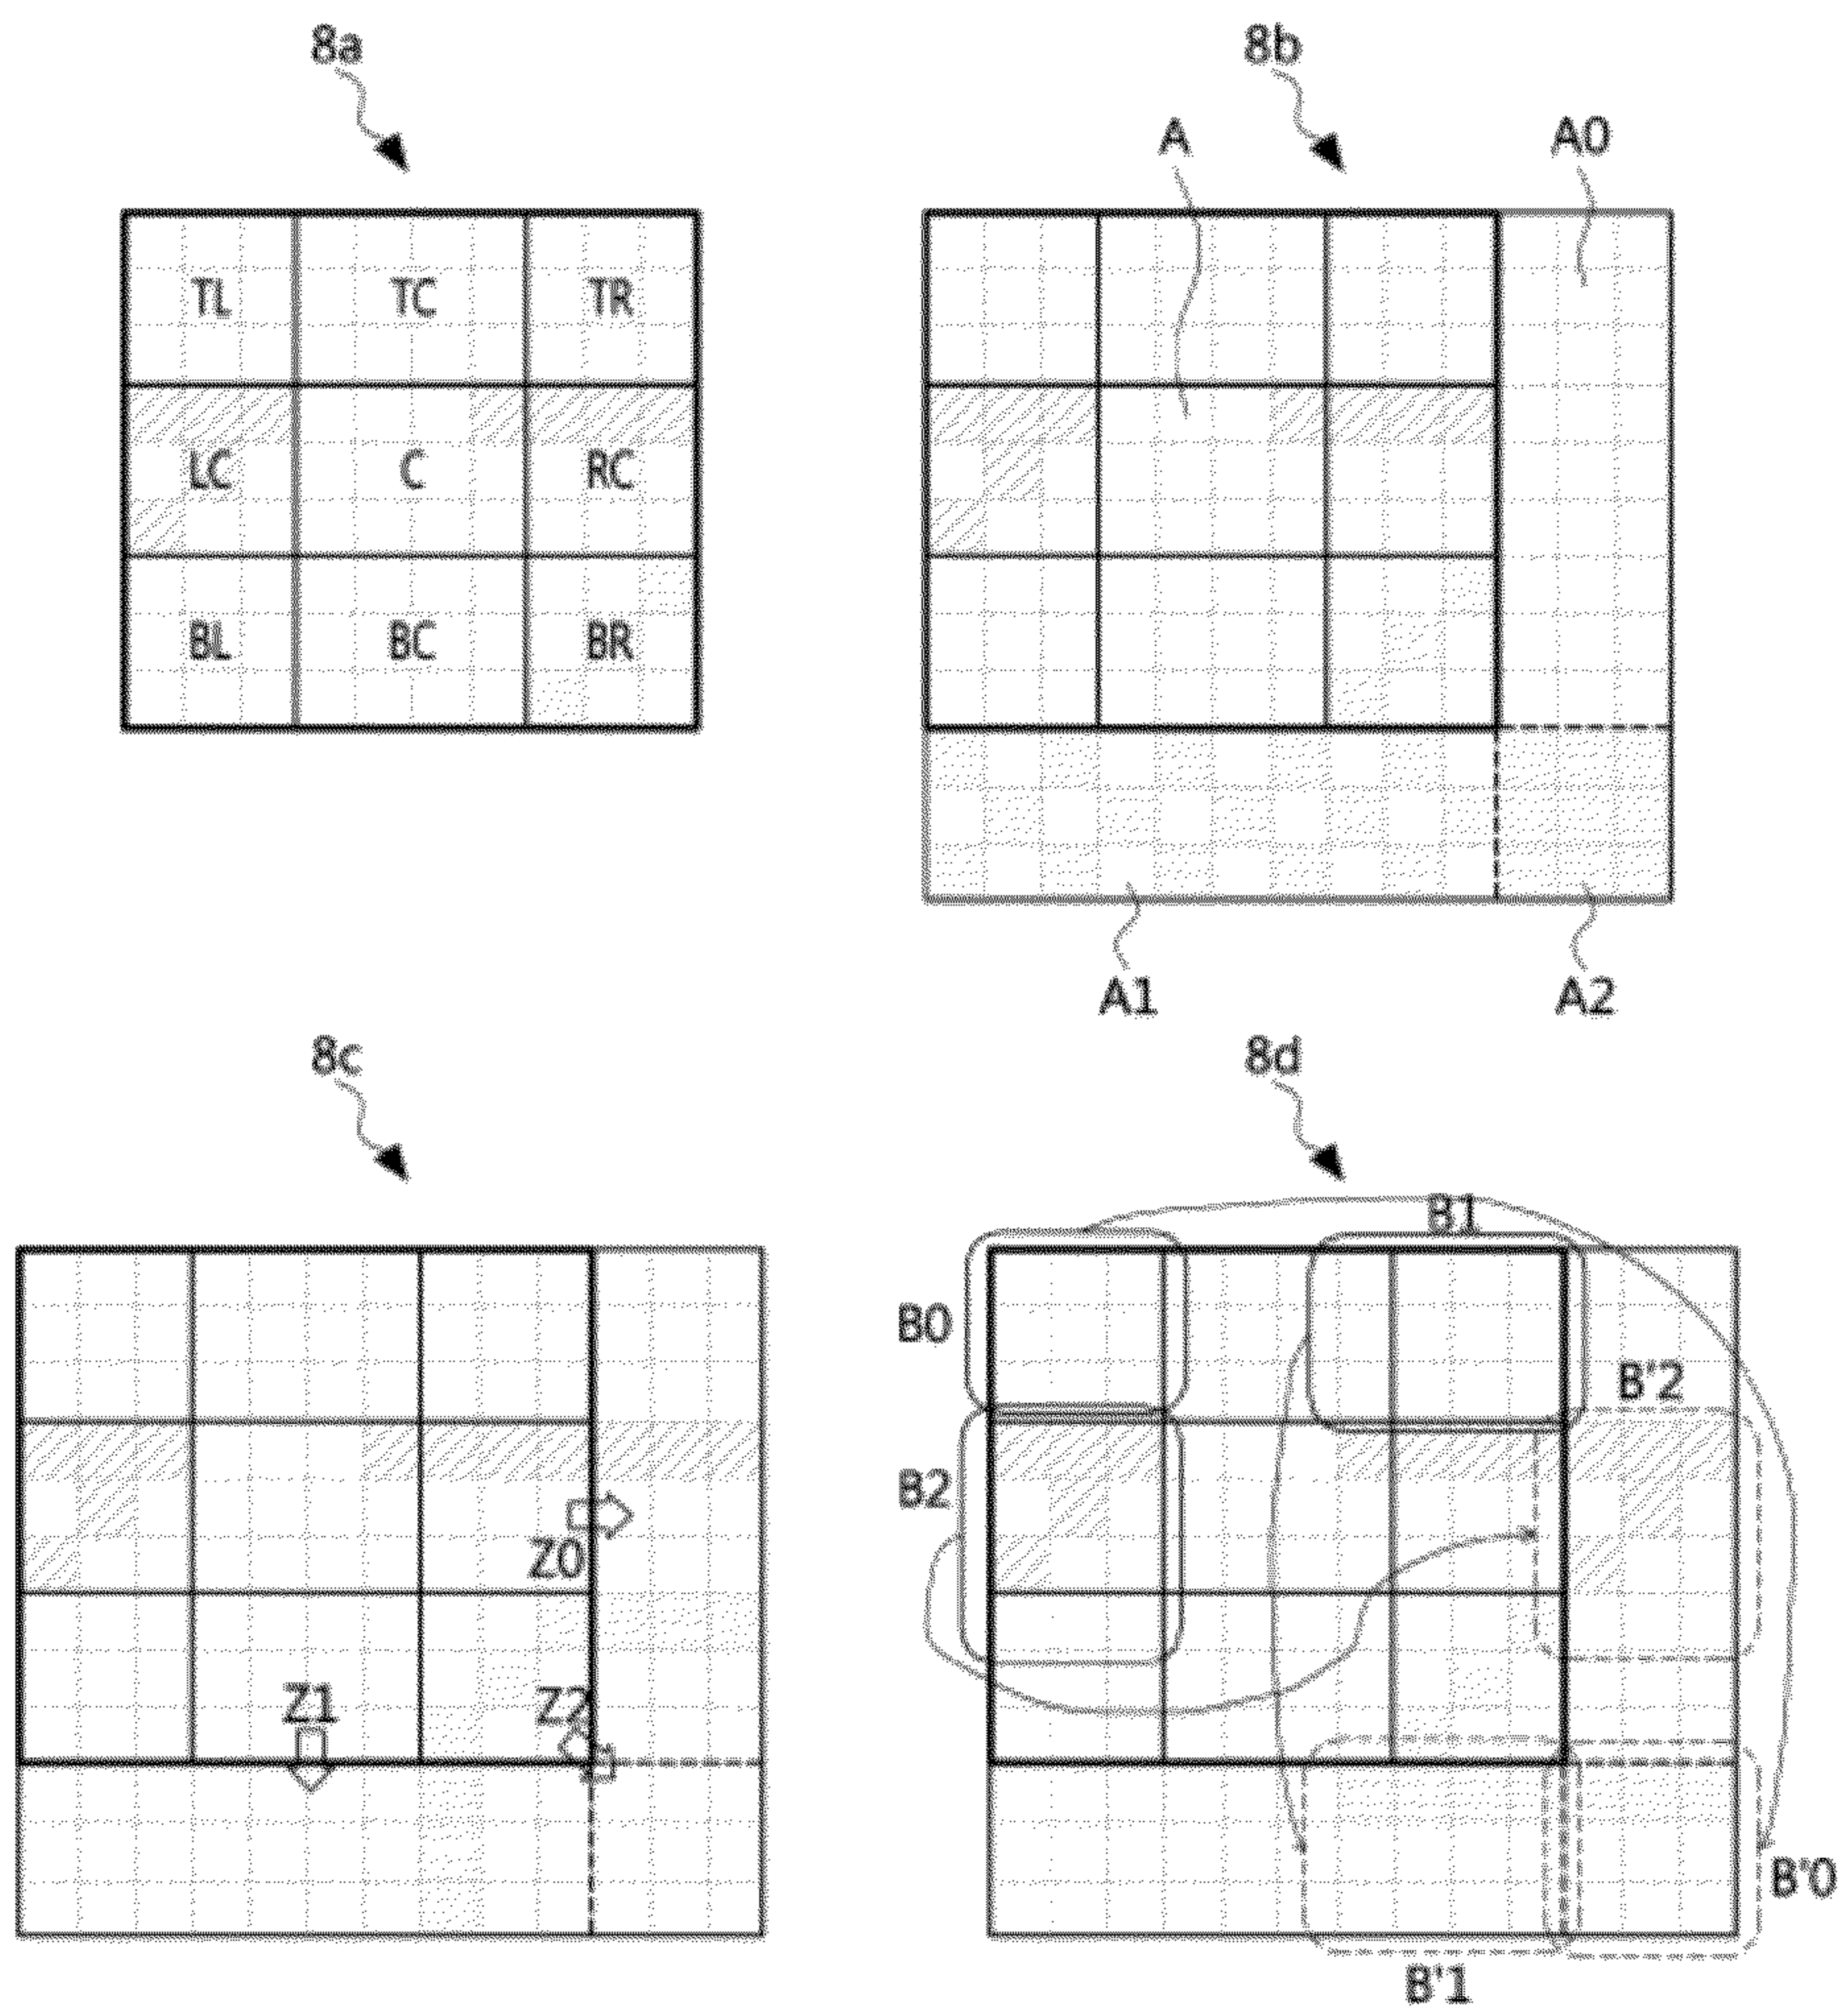 8a
8b
A
A0
TL TC TR
LC C RC
BL BC BR
A1
A2
8c
8d
B1
B0
B'2
B2
Z0
Z1
Z2
B'0
B'1